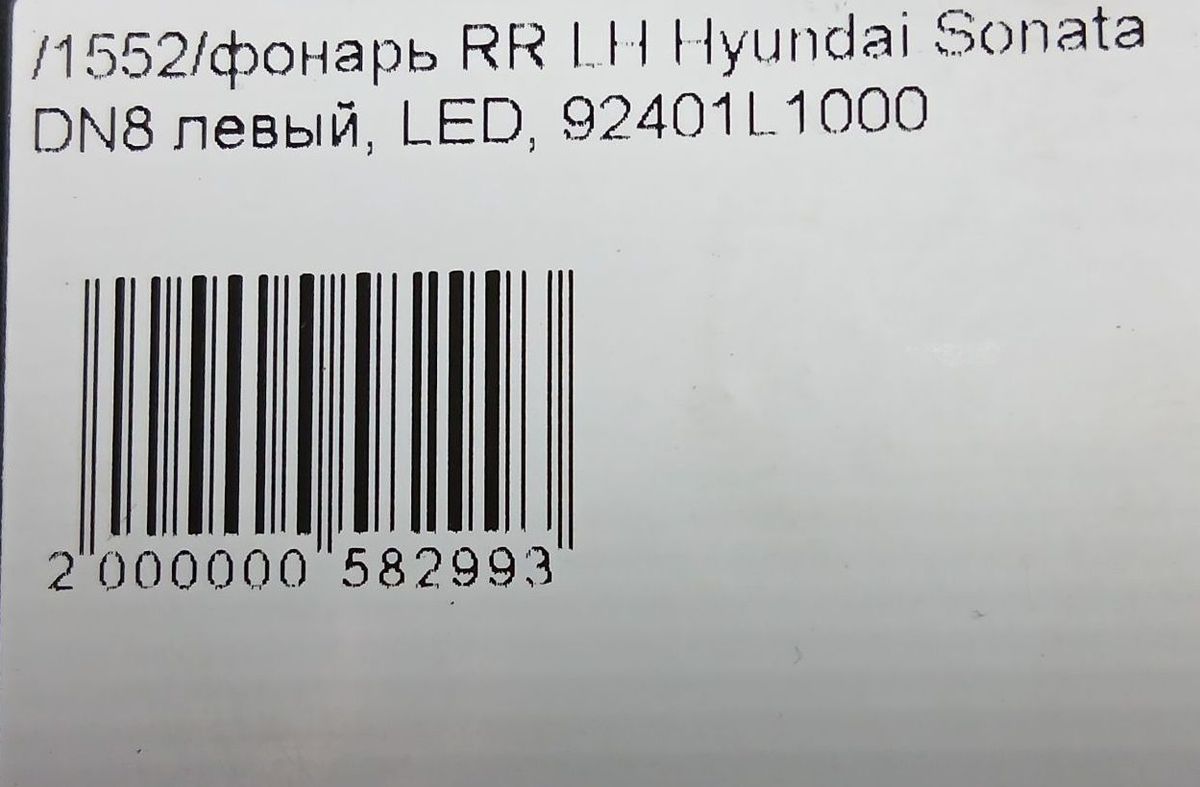 /1552/фонарь RR LH Hyundai Sonata
DN8 левый, LED, 92401L1000
2 000000 582993